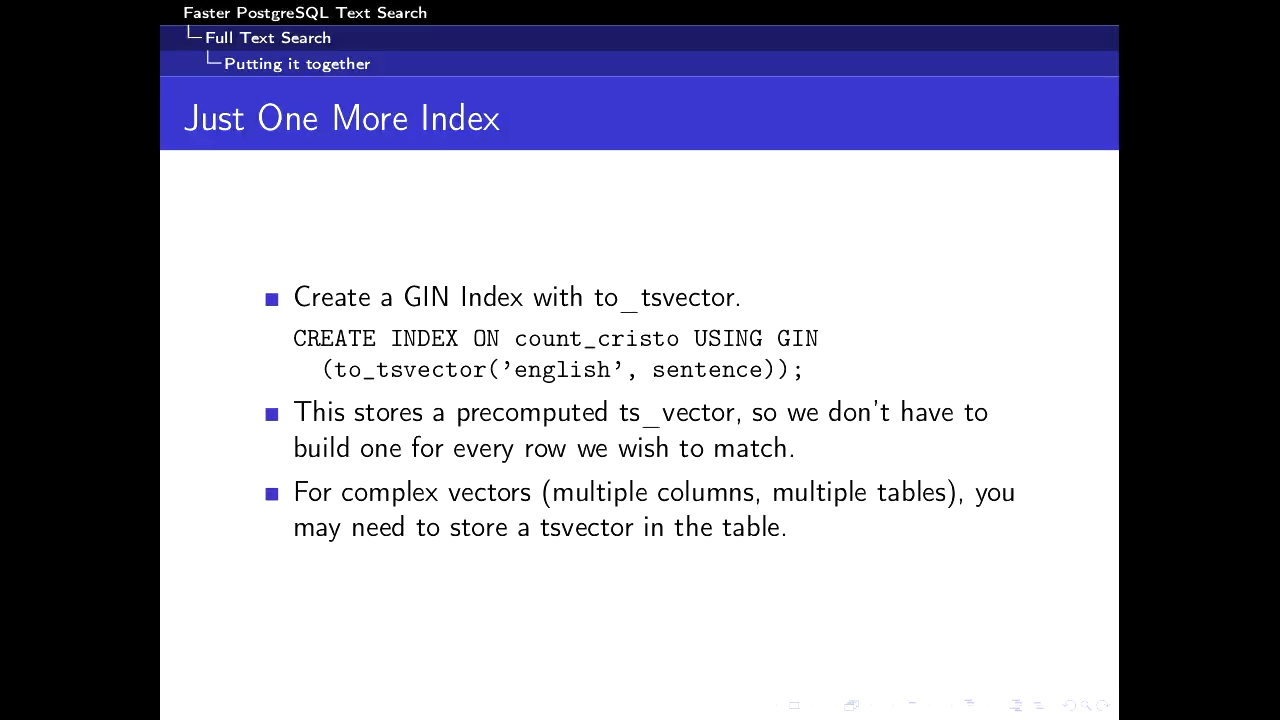 Faster PostgreSQL Text Search
Full Text Search
Putting it together
Just One More Index
Create a GIN Index with to_tsvector.
CREATE INDEX ON count_cristo USING GIN
(to_tsvector('english', sentence));
This stores a precomputed ts_vector, so we don't have to
build one for every row we wish to match.
For complex vectors (multiple columns, multiple tables), you
may need to store a tsvector in the table.